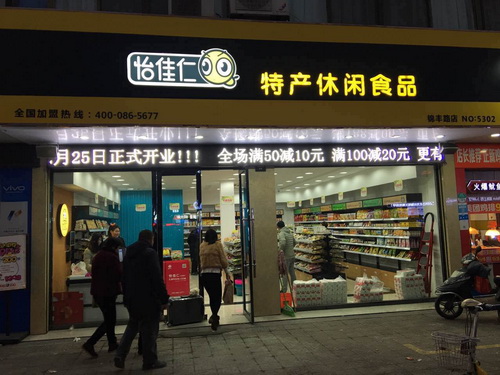 怡佳仁
特产休闲食品
全国加盟热线：400-086-5677
锦丰路店 NO:5302
月25日正式开业!!! 全场满50减10元 满100减20元 更有
vivo